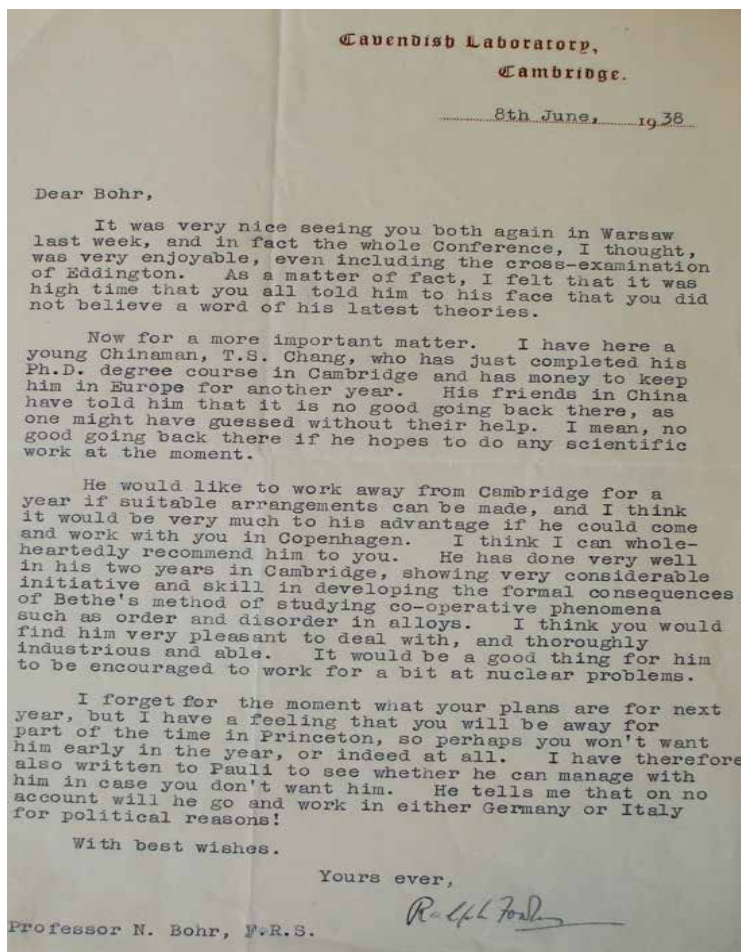 Cavendish Laboratory,
Cambridge.
8th June, 1938
Dear Bohr,
It was very nice seeing you both again in Warsaw
last week, and in fact the whole Conference, I thought,
was very enjoyable, even including the cross-examination
of Eddington. As a matter of fact, I felt that it was
high time that you all told him to his face that you did
not believe a word of his latest theories.
Now for a more important matter. I have here a
young Chinaman, T.S. Chang, who has just completed his
Ph.D. degree course in Cambridge and has money to keep
him in Europe for another year. His friends in China
have told him that it is no good going back there, as
one might have guessed without their help. I mean, no
good going back there if he hopes to do any scientific
work at the moment.
He would like to work away from Cambridge for a
year if suitable arrangements can be made, and I think
it would be very much to his advantage if he could come
and work with you in Copenhagen. I think I can whole-
heartedly recommend him to you. He has done very well
in his two years in Cambridge, showing very considerable
initiative and skill in developing the formal consequences
of Bethe's method of studying co-operative phenomena
such as order and disorder in alloys. I think you would
find him very pleasant to deal with, and thoroughly
industrious and able. It would be a good thing for him
to be encouraged to work for a bit at nuclear problems.
I forget for the moment what your plans are for next
year, but I have a feeling that you will be away for
part of the time in Princeton, so perhaps you won't want
him early in the year, or indeed at all. I have therefore
also written to Pauli to see whether he can manage with
him in case you don't want him. He tells me that on no
account will he go and work in either Germany or Italy
for political reasons!
With best wishes.
Yours ever,
Ralph Fowler
Professor N. Bohr, F.R.S.